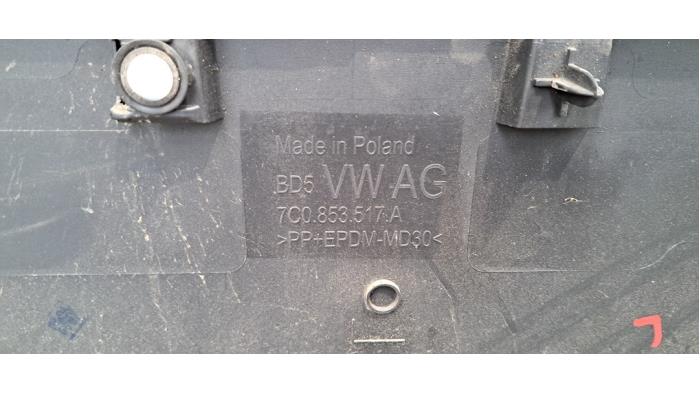 Made in Poland
BD5 VW AG
7C0.853.517.A
>PP+EPDM-MD30<